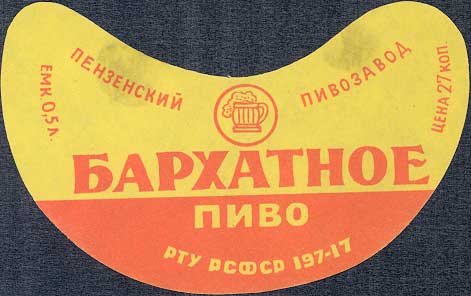 ПЕНЗЕНСКИЙ ПИВОЗАВОД
ЕМК. 0,5 Л.
ЦЕНА 27 КОП.
БАРХАТНОЕ
ПИВО
РТУ РСФСР 197-17